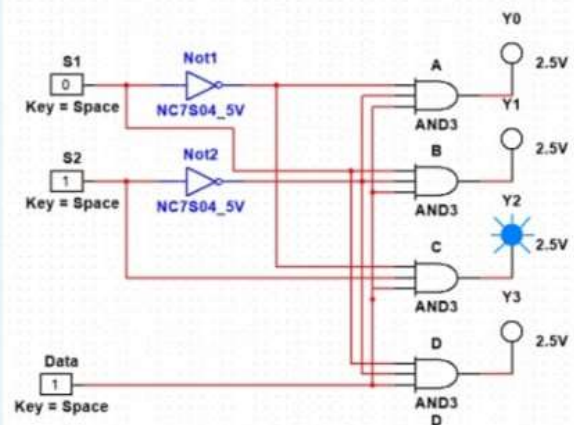 Y0
S1
Not1
A
2.5V
0
Key = Space
NC7S04_5V
AND3
Y1
S2
Not2
B
2.5V
1
Key = Space
NC7S04_5V
AND3
Y2
C
2.5V
AND3
Y3
Data
D
2.5V
1
Key = Space
AND3
D